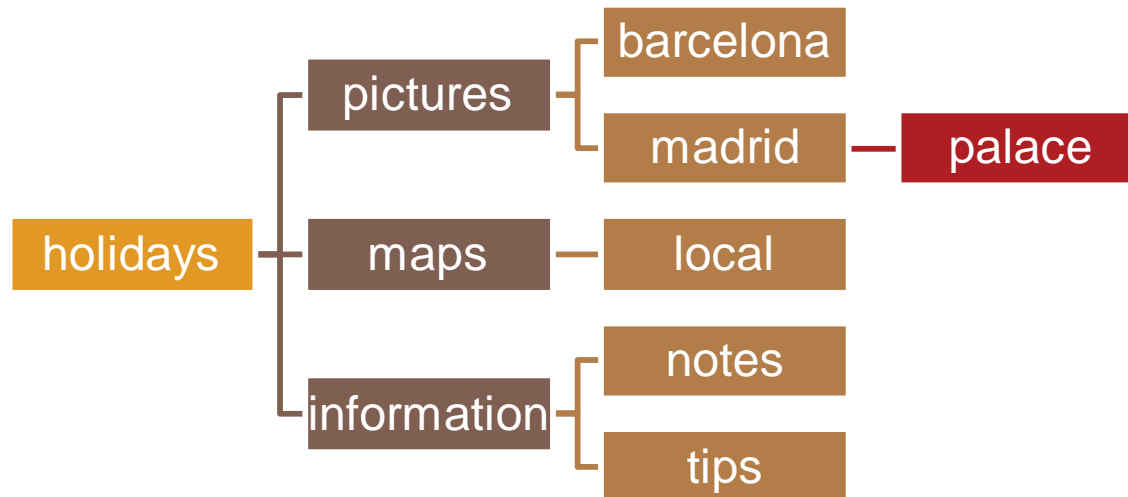 holidays
pictures
barcelona
madrid
palace
maps
local
information
notes
tips